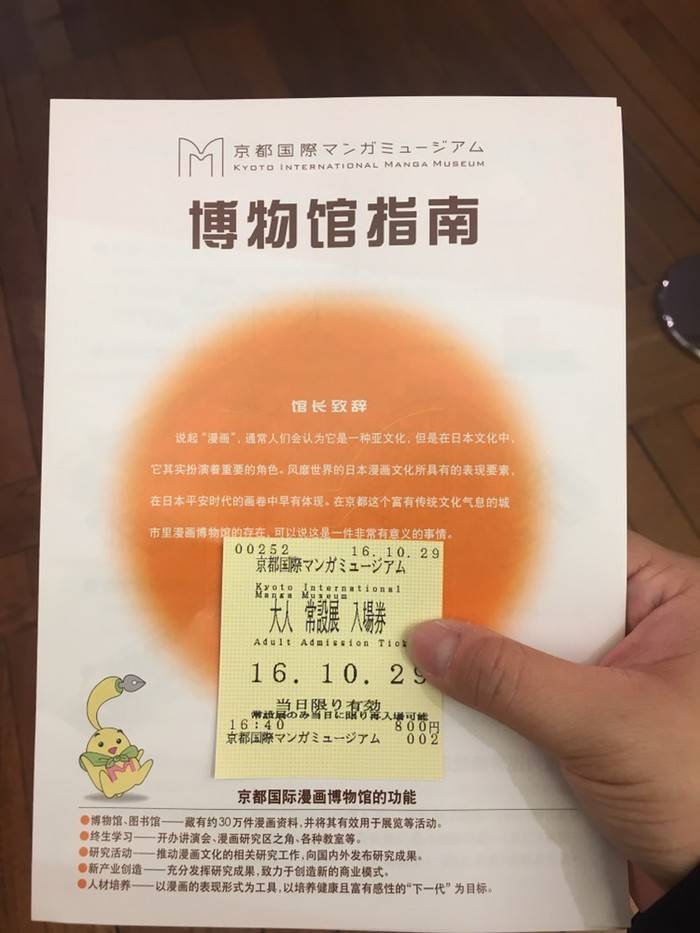 京都国際マンガミュージアム
KYOTO INTERNATIONAL MANGA MUSEUM
博物馆指南
馆长致辞
说起“漫画”，通常人们会认为它是一种亚文化，但是在日本文化中，
它其实扮演着重要的角色。风靡世界的日本漫画文化所具有的表现要素，
在日本平安时代的画卷中早有体现。在京都这个富有传统文化气息的城
市里漫画博物馆的存在，可以说这是一件非常有意义的事情。
00252 16.10.29
京都国際マンガミュージアム
Kyoto International
Manga Museum
大人 常設展 入場券
Adult Admission
16.10.29
当日限り有効
常設展のみ当日に限り再入場可能
16:40 800円
京都国際マンガミュージアム 002
M
京都国际漫画博物馆的功能
●博物馆、图书馆——藏有约30万件漫画资料，并将其有效用于展览等活动。
●终生学习——开办讲演会、漫画研究区之角、各种教室等。
●研究活动——推动漫画文化的相关研究工作，向国内外发布研究成果。
●新产业创造——充分发挥研究成果，致力于创造新的商业模式。
●人材培养——以漫画的表现形式为工具，以培养健康且富有感性的“下一代”为目标。